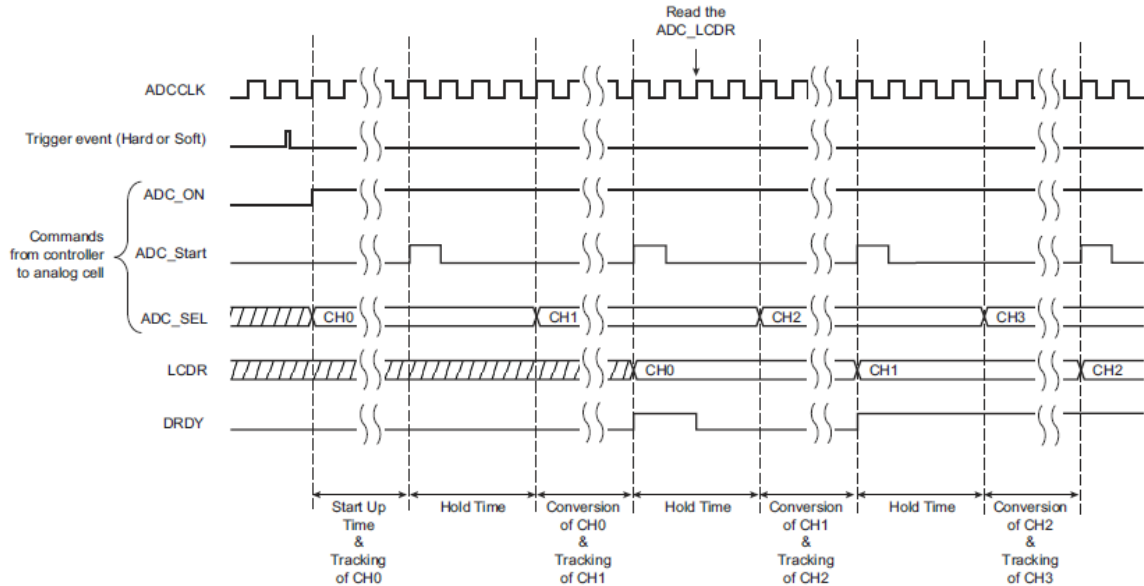 Read the
ADC_LCDR
ADCCLK
Trigger event (Hard or Soft)
ADC_ON
Commands
from controller
to analog cell
ADC_Start
ADC_SEL
CH0
CH1
CH2
CH3
LCDR
CH0
CH1
CH2
DRDY
Start Up
Time
&
Tracking
of CH0
Hold Time
Conversion
of CH0
&
Tracking
of CH1
Hold Time
Conversion
of CH1
&
Tracking
of CH2
Hold Time
Conversion
of CH2
&
Tracking
of CH3